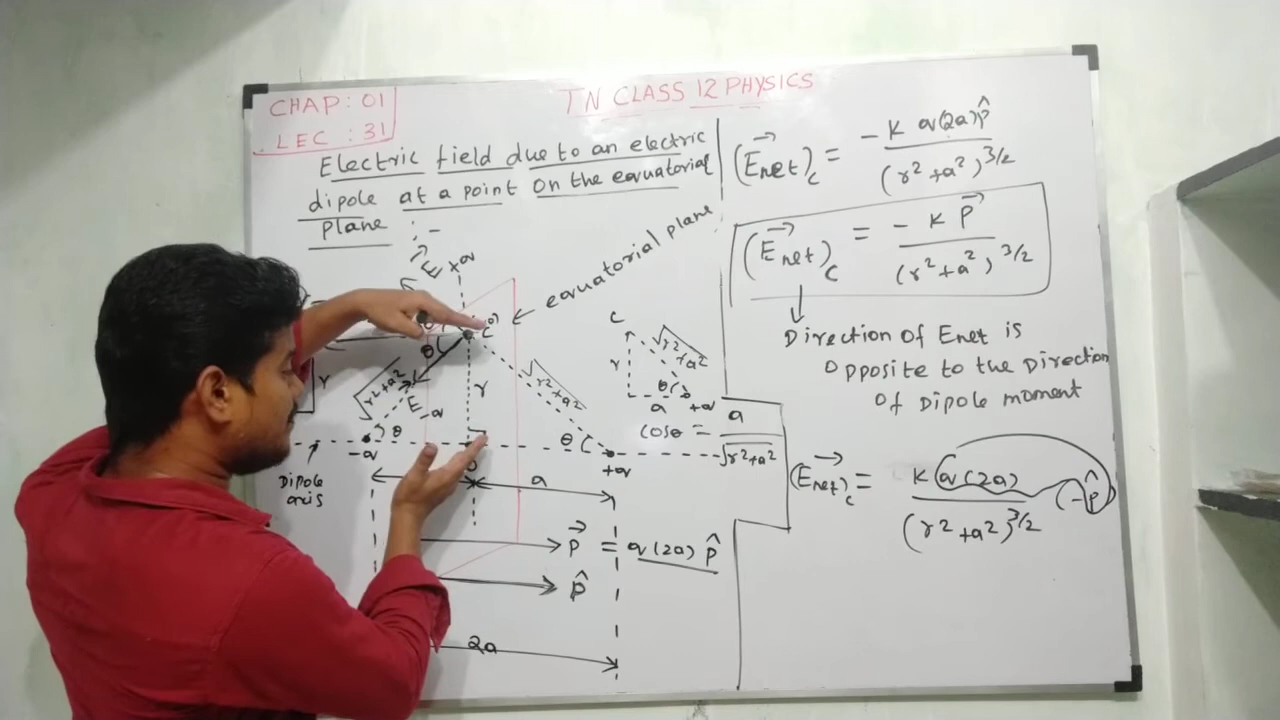 CHAP: 01
LEC : 31
TN CLASS 12 PHYSICS
Electric field due to an electric
dipole at a point on the equatorial
plane :-
E⃗+q
equatorial plane
C
θ
θ
√r²+a²
r
√r²+a²
r
E-q
θ
θ
-q
+q
O
a
Dipole
axis
p⃗ = q(2a) p̂
p̂
2a
C
r
√r²+a²
θ
a
+q
cosθ = a/√r²+a²
(E⃗net)C = -K q(2a)p̂/(r²+a²)^3/2
(E⃗net)C = -K p⃗/(r²+a²)^3/2
Direction of Enet is
opposite to the Direction
of Dipole moment
(E⃗net)C = K(q(2a))/(r²+a²)^3/2 (-p̂)